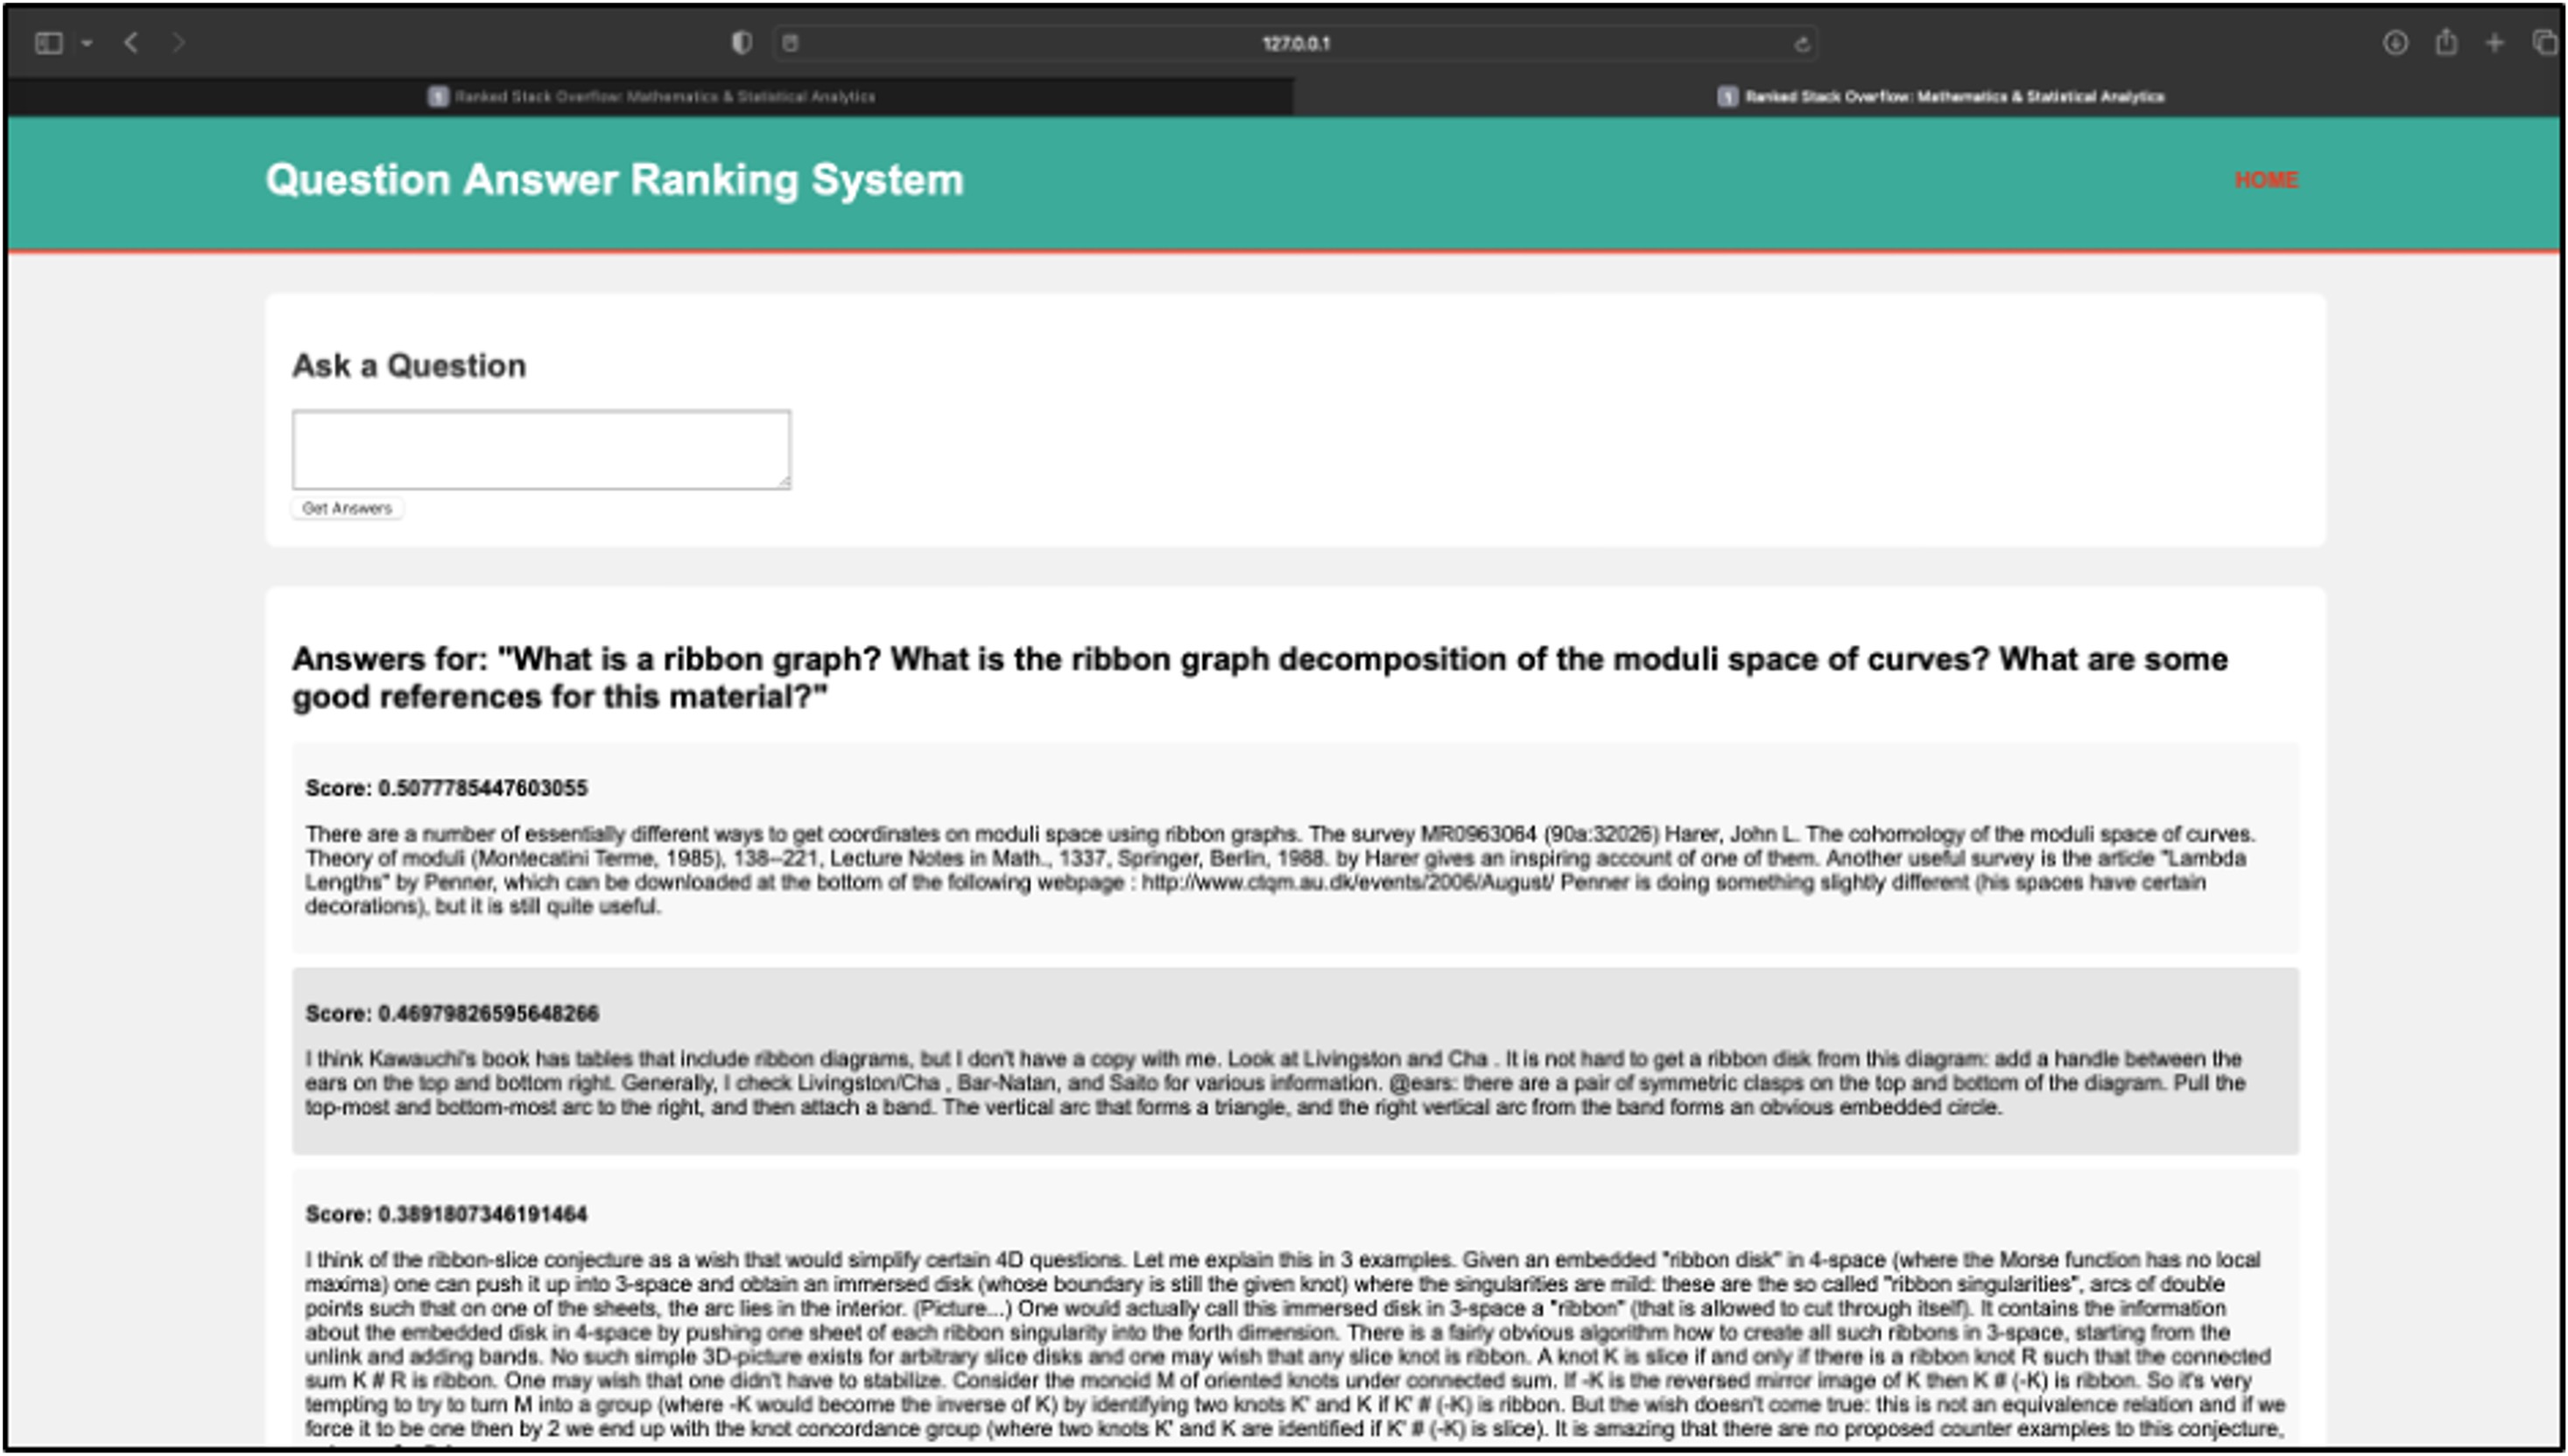 127.0.0.1
Ranked Stack Overflow: Mathematics & Statistical Analytics
Ranked Stack Overflow: Mathematics & Statistical Analytics
Question Answer Ranking System
HOME
Ask a Question
Get Answers
Answers for: "What is a ribbon graph? What is the ribbon graph decomposition of the moduli space of curves? What are some
good references for this material?"
Score: 0.5077785447603055
There are a number of essentially different ways to get coordinates on moduli space using ribbon graphs. The survey MR0963064 (90a:32026) Harer, John L. The cohomology of the moduli space of curves.
Theory of moduli (Montecatini Terme, 1985), 138--221, Lecture Notes in Math., 1337, Springer, Berlin, 1988. by Harer gives an inspiring account of one of them. Another useful survey is the article "Lambda
Lengths" by Penner, which can be downloaded at the bottom of the following webpage : http://www.ctqm.au.dk/events/2006/August/ Penner is doing something slightly different (his spaces have certain
decorations), but it is still quite useful.
Score: 0.46979826595648266
I think Kawauchi's book has tables that include ribbon diagrams, but I don't have a copy with me. Look at Livingston and Cha . It is not hard to get a ribbon disk from this diagram: add a handle between the
ears on the top and bottom right. Generally, I check Livingston/Cha , Bar-Natan, and Saito for various information. @ears: there are a pair of symmetric clasps on the top and bottom of the diagram. Pull the
top-most and bottom-most arc to the right, and then attach a band. The vertical arc that forms a triangle, and the right vertical arc from the band forms an obvious embedded circle.
Score: 0.3891807346191464
I think of the ribbon-slice conjecture as a wish that would simplify certain 4D questions. Let me explain this in 3 examples. Given an embedded "ribbon disk" in 4-space (where the Morse function has no local
maxima) one can push it up into 3-space and obtain an immersed disk (whose boundary is still the given knot) where the singularities are mild: these are the so called "ribbon singularities", arcs of double
points such that on one of the sheets, the arc lies in the interior. (Picture...) One would actually call this immersed disk in 3-space a "ribbon" (that is allowed to cut through itself). It contains the information
about the embedded disk in 4-space by pushing one sheet of each ribbon singularity into the forth dimension. There is a fairly obvious algorithm how to create all such ribbons in 3-space, starting from the
unlink and adding bands. No such simple 3D-picture exists for arbitrary slice disks and one may wish that any slice knot is ribbon. A knot K is slice if and only if there is a ribbon knot R such that the connected
sum K # R is ribbon. One may wish that one didn't have to stabilize. Consider the monoid M of oriented knots under connected sum. If -K is the reversed mirror image of K then K # (-K) is ribbon. So it's very
tempting to try to turn M into a group (where -K would become the inverse of K) by identifying two knots K' and K if K' # (-K) is ribbon. But the wish doesn't come true: this is not an equivalence relation and if we
force it to be one then by 2 we end up with the knot concordance group (where two knots K' and K are identified if K' # (-K) is slice). It is amazing that there are no proposed counter examples to this conjecture,